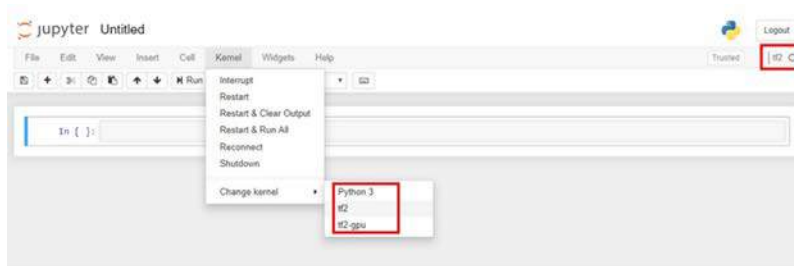 jupyter Untitled
Logout
File Edit View Insert Cell Kernel Widgets Help
Trusted
tf2
Run
Interrupt
Restart
Restart & Clear Output
Restart & Run All
Reconnect
Shutdown
Change kernel
Python 3
tf2
tf2-gpu
In [ ]: